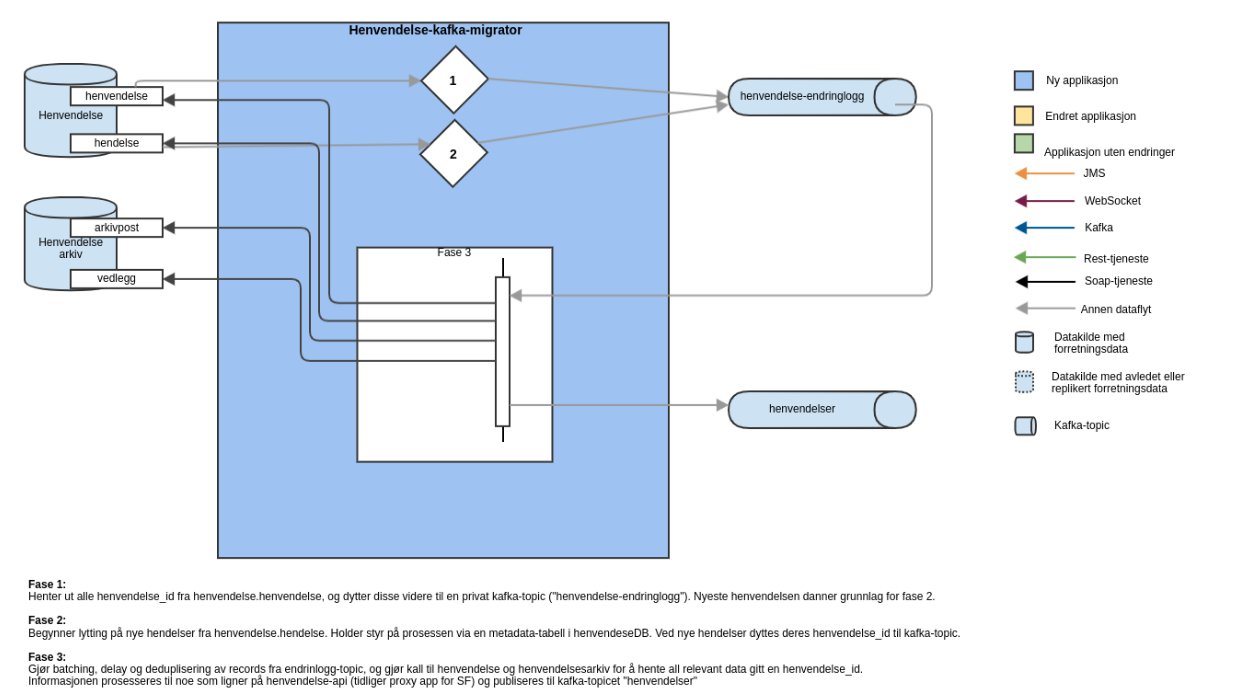 Henvendelse-kafka-migrator
henvendelse
Henvendelse
hendelse
1
2
henvendelse-endringlogg
arkivpost
Henvendelse
arkiv
vedlegg
Fase 3
henvendelser
Ny applikasjon
Endret applikasjon
Applikasjon uten endringer
JMS
WebSocket
Kafka
Rest-tjeneste
Soap-tjeneste
Annen dataflyt
Datakilde med
forretningsdata
Datakilde med avledet eller
replikert forretningsdata
Kafka-topic
Fase 1:
Henter ut alle henvendelse_id fra henvendelse.henvendelse, og dytter disse videre til en privat kafka-topic ("henvendelse-endringlogg"). Nyeste henvendelsen danner grunnlag for fase 2.
Fase 2:
Begynner lytting på nye hendelser fra henvendelse.hendelse. Holder styr på prosessen via en metadata-tabell i henvendeseDB. Ved nye hendelser dyttes deres henvendelse_id til kafka-topic.
Fase 3:
Gjør batching, delay og deduplisering av records fra endrinlogg-topic, og gjør kall til henvendelse og henvendelsesarkiv for å hente all relevant data gitt en henvendelse_id.
Informasjonen prosesseres til noe som ligner på henvendelse-api (tidliger proxy app for SF) og publiseres til kafka-topicet "henvendelser"